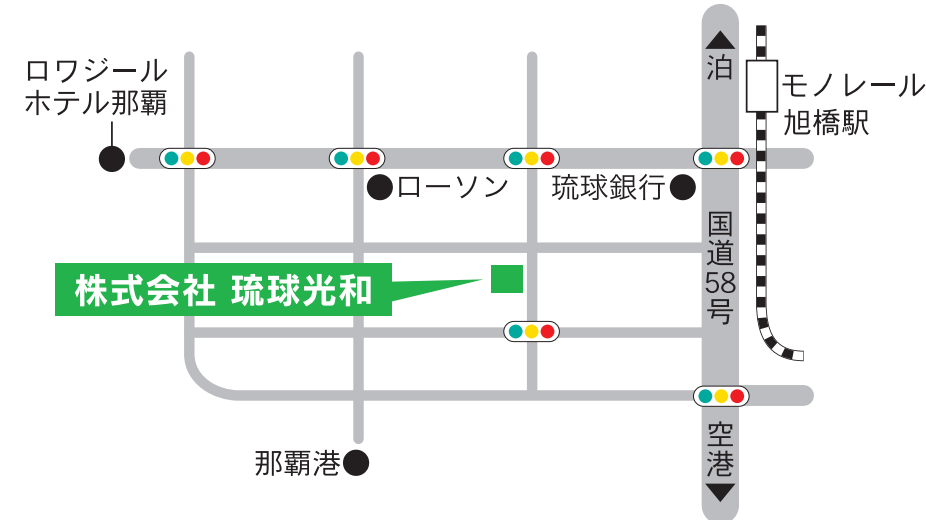 泊
ロワジール
ホテル那覇
モノレール
旭橋駅
ローソン
琉球銀行
国道58号
株式会社 琉球光和
空港
那覇港